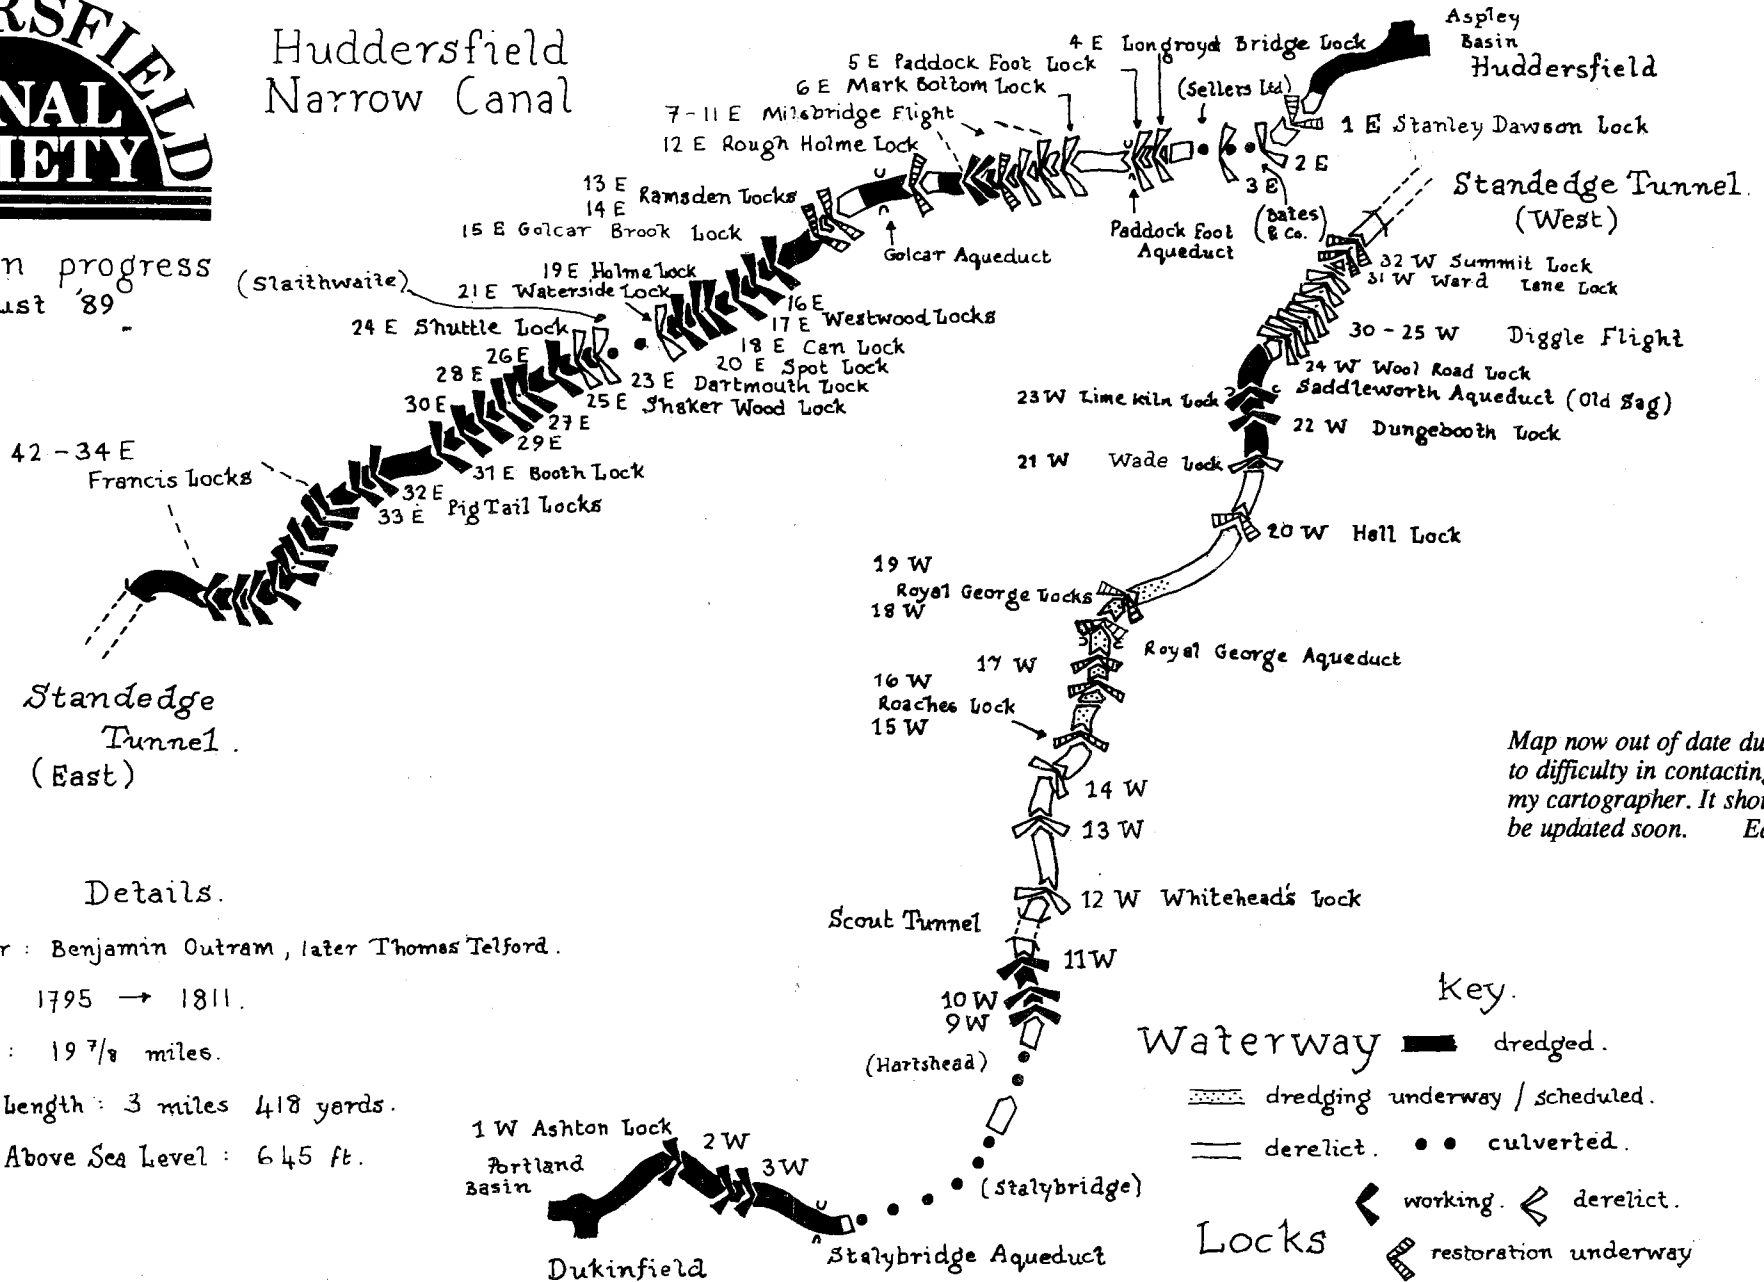 RSFIELD
NAL
IETY
n progress
ust '89
Huddersfield
Narrow Canal
Aspley
Basin
Huddersfield
4 E Longroyd Bridge Lock
5 E Paddock Foot Lock
6 E Mark Bottom Lock
(Sellers Ltd)
7-11 E Milsbridge Flight
12 E Rough Holme Lock
1 E Stanley Dawson Lock
2 E
3 E
(Bates
& Co.)
Paddock Foot
Aqueduct
13 E
Ramsden Locks
14 E
15 E Golcar Brook Lock
Golcar Aqueduct
(Slaithwaite)
19 E Holme Lock
21 E Waterside Lock
16 E
17 E Westwood Locks
18 E Can Lock
20 E Spot Lock
24 E Shuttle Lock
23 E Dartmouth Lock
25 E Shaker Wood Lock
26 E
28 E
30 E
27 E
29 E
31 E Booth Lock
32 E
33 E Pig Tail Locks
42-34 E
Francis Locks
Standedge
Tunnel.
(East)
Standedge Tunnel.
(West)
32 W Summit Lock
31 W Ward Lane Lock
30-25 W Diggle Flight
24 W Wool Road Lock
Saddleworth Aqueduct (Old Sag)
23 W Lime Kiln Lock
22 W Dungebooth Lock
21 W Wade Lock
20 W Hall Lock
19 W
Royal George Locks
18 W
Royal George Aqueduct
17 W
16 W
Roaches Lock
15 W
14 W
13 W
12 W Whitehead's Lock
Scout Tunnel
11 W
10 W
9 W
(Hartshead)
(Stalybridge)
1 W Ashton Lock
2 W
3 W
Portland
Basin
Dukinfield
Stalybridge Aqueduct
Map now out of date du
to difficulty in contacting
my cartographer. It shou
be updated soon. Ed
Details.
r : Benjamin Outram, later Thomas Telford.
1795 → 1811.
: 19 7/8 miles.
Length : 3 miles 418 yards.
Above Sea Level : 645 ft.
Key.
Waterway dredged.
dredging underway / scheduled.
derelict. culverted.
Locks
working. derelict.
restoration underway